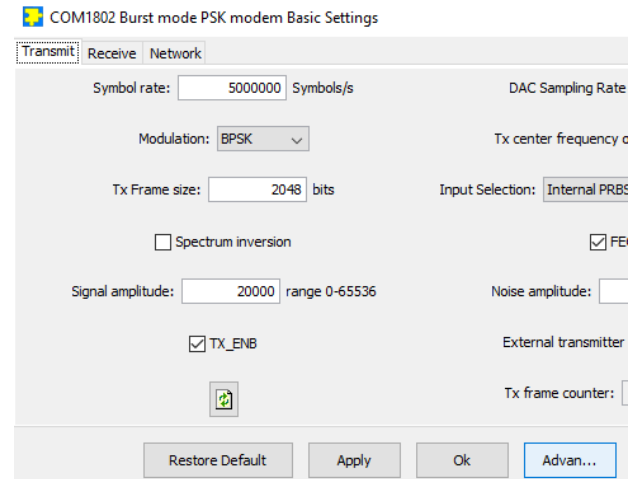 COM1802 Burst mode PSK modem Basic Settings
Transmit Receive Network
Symbol rate: 5000000 Symbols/s DAC Sampling Rate
Modulation: BPSK Tx center frequency o
Tx Frame size: 2048 bits Input Selection: Internal PRBS
Spectrum inversion FEC
Signal amplitude: 20000 range 0-65536 Noise amplitude:
TX_ENB External transmitter
Tx frame counter:
Restore Default Apply Ok Advan...